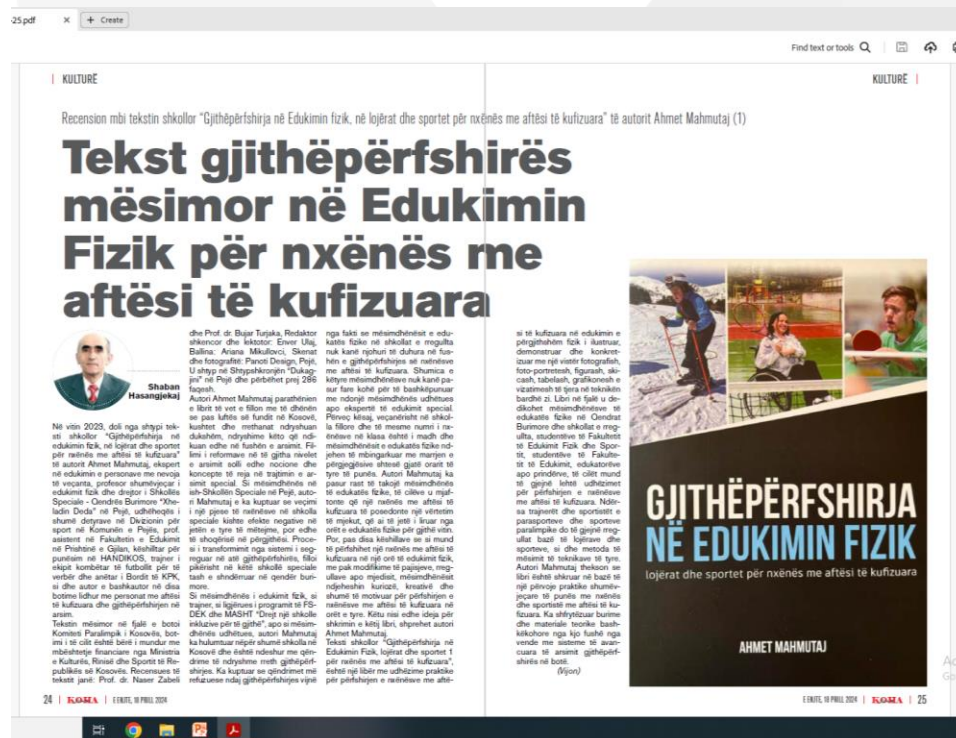 -25.pdf
Create
Find text or tools
KULTURË
KULTURË
Recension mbi tekstin shkollor “Gjithëpërfshirja në Edukimin fizik, në lojërat dhe sportet për nxënës me aftësi të kufizuara” të autorit Ahmet Mahmutaj (1)
Tekst gjithëpërfshirës
mësimor në Edukimin
Fizik për nxënës me
aftësi të kufizuara
Shaban
Hasangjekaj
Në vitin 2023, doli nga shtypi tek-
sti shkollor “Gjithëpërfshirja në
edukimin fizik, në lojërat dhe sportet
për nxënës me aftësi të kufizuara”
të autorit Ahmet Mahmutaj, ekspert
në edukimin e personave me nevoja
të veçanta, profesor shumëvjeçar i
edukimit fizik dhe drejtor i Shkollës
Speciale - Qendrës Burimore “Xhe-
ladin Deda” në Pejë, udhëheqës i
shumë detyrave në Divizionin për
sport në Komunën e Pejës, prof.
asistent në Fakultetin e Edukimit
në Prishtinë e Gjilan, këshilltar për
punësim në HANDIKOS, trajner i
ekipit kombëtar të futbollit për të
verbër dhe anëtar i Bordit të KPK,
si dhe autor e bashkautor në disa
botime lidhur me personat me aftësi
të kufizuara dhe gjithëpërfshirjen në
arsim.
Tekstin mësimor në fjalë e botoi
Komiteti Paralimpik i Kosovës, bot-
imi i të cilit është bërë i mundur me
mbështetje financiare nga Ministria
e Kulturës, Rinisë dhe Sportit të Re-
publikës së Kosovës. Recensues të
tekstit janë: Prof. dr. Naser Zabeli
dhe Prof. dr. Bujar Turjaka, Redaktor
shkencor dhe lektotor: Enver Ulaj,
Ballina: Ariana Mikullovci, Skenat
dhe fotografitë: Panoti Design, Pejë,
U shtyp në Shtypshkronjën “Dukag-
jini” në Pejë dhe përbëhet prej 286
faqesh.
Autori Ahmet Mahmutaj parathënien
e librit të vet e fillon me të dhënën
se pas luftës së fundit në Kosovë,
kushtet dhe rrethanat ndryshuan
dukshëm, ndryshime këto që ndi-
kuan edhe në fushën e arsimit. Fil-
limi i reformave në të gjitha nivelet
e arsimit solli edhe nocione dhe
koncepte të reja në trajtimin e ar-
simit special. Si mësimdhënës në
ish-Shkollën Speciale në Pejë, auto-
ri Mahmutaj e ka kuptuar se veçimi
i një pjese të nxënësve në shkolla
speciale kishte efekte negative në
jetën e tyre të mëtejme, por edhe
të shoqërisë në përgjithësi. Proce-
si i transformimit nga sistemi i seg-
reguar në atë gjithëpërfshirës, filloi
pikërisht në këtë shkollë speciale
tash e shndërruar në qendër buri-
more.
Si mësimdhënës i edukimit fizik, si
trajner, si ligjërues i programit të FS-
DEK dhe MASHT “Drejt një shkolle
inkluzive për të gjithë”, apo si mësim-
dhënës udhëtues, autori Mahmutaj
ka hulumtuar nëpër shumë shkolla në
Kosovë dhe është ndeshur me qën-
drime të ndryshme rreth gjithëpërf-
shirjes. Ka kuptuar se qëndrimet më
refuzuese ndaj gjithëpërfshirjes vijnë
nga fakti se mësimdhënësit e edu-
katës fizike në shkollat e rregullta
nuk kanë njohuri të duhura në fus-
hën e gjithëpërfshirjes së nxënësve
me aftësi të kufizuara. Shumica e
këtyre mësimdhënësve nuk kanë pa-
sur fare kohë për të bashkëpunuar
me ndonjë mësimdhënës udhëtues
apo ekspertë të edukimit special.
Përveç kësaj, veçanërisht në shkol-
la fillore dhe të mesme numri i nx-
ënësve në klasa është i madh dhe
mësimdhënësit e edukatës fizike nd-
jehen të mbingarkuar me marrjen e
përgjegjësive shtesë gjatë orarit të
tyre të punës. Autori Mahmutaj ka
pasur rast të takojë mësimdhënës
të edukatës fizike, të cilëve u mjaf-
tonte që një nxënës me aftësi të
kufizuara të posedonte një vërtetim
të mjekut, që ai të jetë i liruar nga
orët e edukatës fizike për gjithë vitin.
Por, pas disa këshillave se si mund
të përfshihet një nxënës me aftësi të
kufizuara në një orë të edukimit fizik,
me pak modifikime të pajisjeve, rreg-
ullave apo mjedisit, mësimdhënësit
ndjeheshin kuriozë, kreativë dhe
shumë të motivuar për përfshirjen e
nxënësve me aftësi të kufizuara në
orët e tyre. Këtu nisi edhe ideja për
shkrimin e këtij libri, shprehet autori
Ahmet Mahmutaj.
Teksti shkollor “Gjithëpërfshirja në
Edukimin Fizik, lojërat dhe sportet 1
për nxënës me aftësi të kufizuara”,
është një libër me udhëzime praktike
për përfshirjen e nxënësve me aftë-
si të kufizuara në edukimin e
përgjithshëm fizik i ilustruar,
demonstruar dhe konkret-
izuar me një vistër fotografish,
foto-portretesh, figurash, ski-
cash, tabelash, grafikonesh e
vizatimesh të tjera në teknikën
bardhë zi. Libri në fjalë u de-
dikohet mësimdhënësve të
edukatës fizike në Qendrat
Burimore dhe shkollat e rreg-
ullta, studentëve të Fakultetit
të Edukimit Fizik dhe Spor-
tit, studentëve të Fakulte-
tit të Edukimit, edukatorëve
apo prindërve, të cilët mund
të gjejnë lehtë udhëzimet
për përfshirjen e nxënësve
me aftësi të kufizuara. Ndër-
sa trajnerët dhe sportistët e
parasporteve dhe sporteve
paralimpike do të gjejnë rreg-
ullat bazë të lojërave dhe
sporteve, si dhe metoda të
mësimit të teknikave të tyre.
Autori Mahmutaj thekson se
libri është shkruar në bazë të
një përvoje praktike shumëv-
jeçare të punës me nxënës
dhe sportistë me aftësi të ku-
fizuara. Ka shfrytëzuar burime
dhe materiale teorike bash-
këkohore nga kjo fushë nga
vende me sisteme të avan-
cuara të arsimit gjithëpërf-
shirës në botë.
(Vijon)
GJITHËPËRFSHIRJA
NË EDUKIMIN FIZIK
lojërat dhe sportet për nxënës me aftësi të kufizuara
AHMET MAHMUTAJ
24 | KOHA | E ENJTE, 18 PRILL 2024
E ENJTE, 18 PRILL 2024 | KOHA | 25